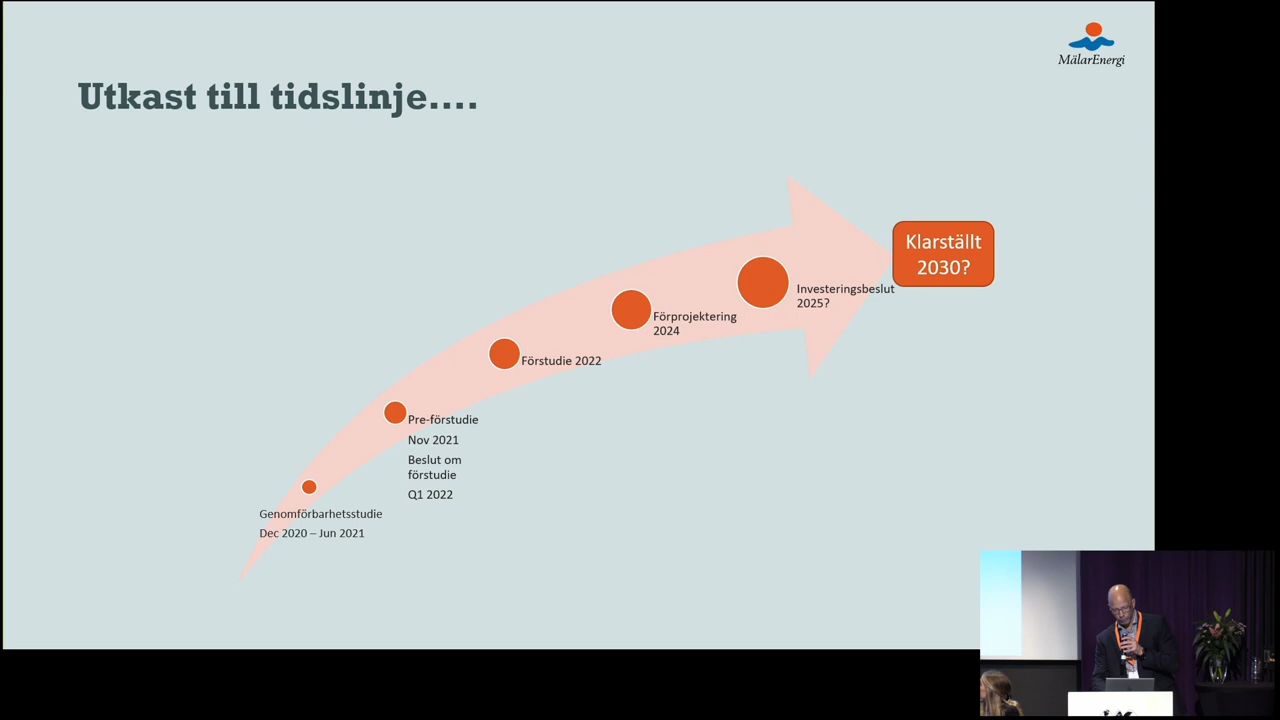 MälarEnergi
Utkast till tidslinje....
Klarställt
2030?
Investeringsbeslut
2025?
Förprojektering
2024
Förstudie 2022
Pre-förstudie
Nov 2021
Beslut om
förstudie
Q1 2022
Genomförbarhetsstudie
Dec 2020 – Jun 2021